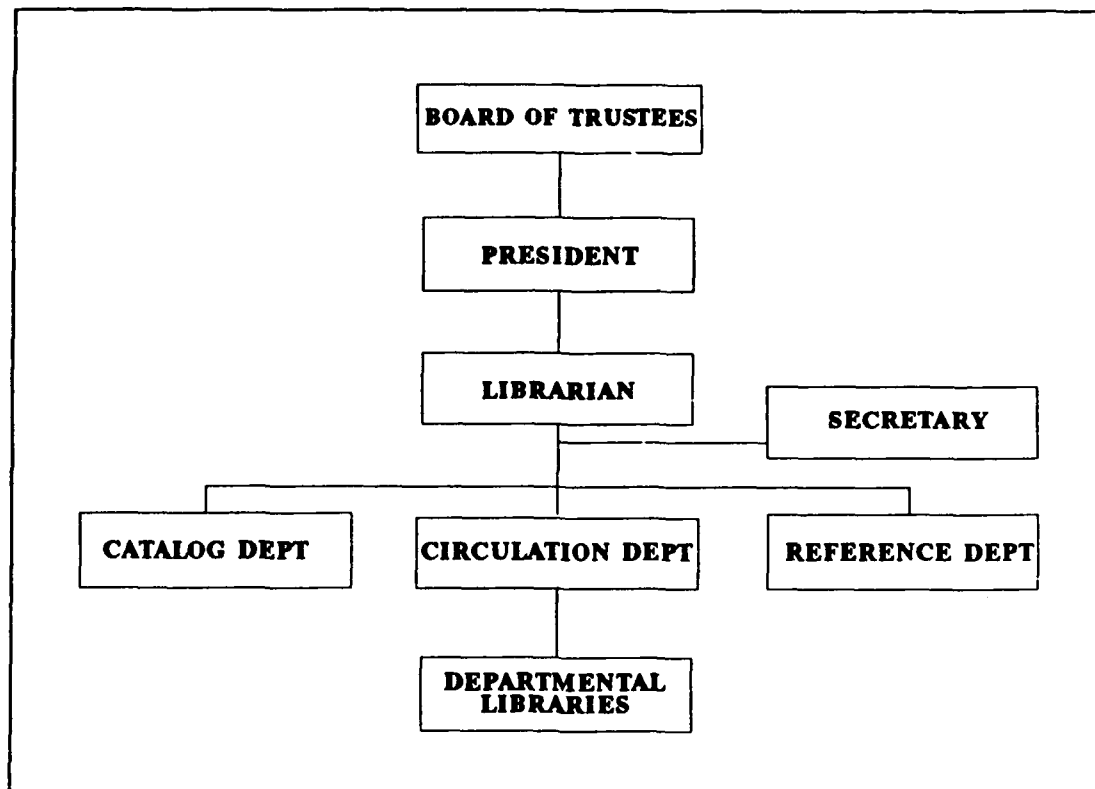 BOARD OF TRUSTEES
PRESIDENT
LIBRARIAN
SECRETARY
CATALOG DEPT
CIRCULATION DEPT
REFERENCE DEPT
DEPARTMENTAL
LIBRARIES